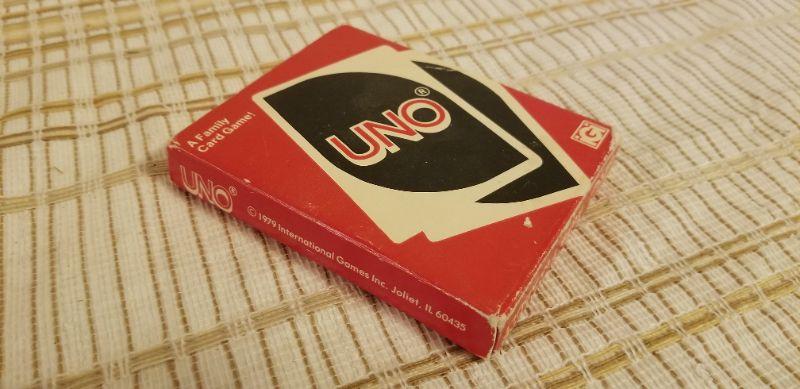 A Family
Card Game!
UNO®
G
UNO®
© 1979 International Games Inc. Joliet, IL 60435